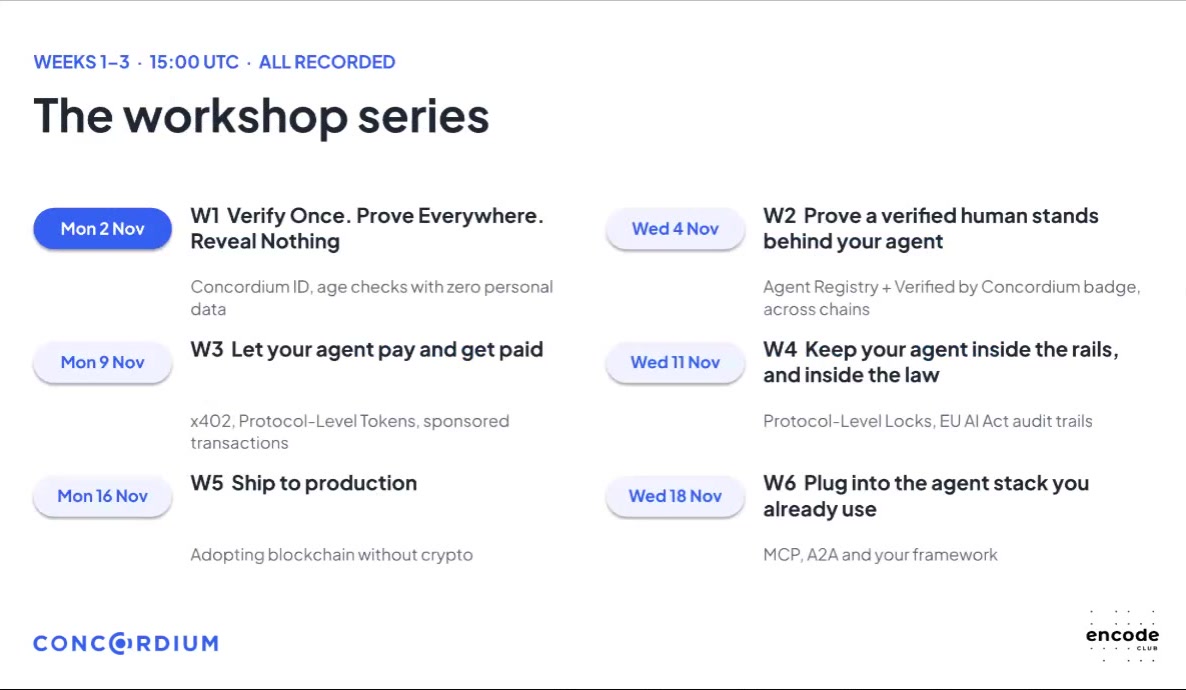 WEEKS 1–3 · 15:00 UTC · ALL RECORDED
The workshop series
Mon 2 Nov
W1 Verify Once. Prove Everywhere.
Reveal Nothing
Concordium ID, age checks with zero personal
data
Wed 4 Nov
W2 Prove a verified human stands
behind your agent
Agent Registry + Verified by Concordium badge,
across chains
Mon 9 Nov
W3 Let your agent pay and get paid
x402, Protocol-Level Tokens, sponsored
transactions
Wed 11 Nov
W4 Keep your agent inside the rails,
and inside the law
Protocol-Level Locks, EU AI Act audit trails
Mon 16 Nov
W5 Ship to production
Adopting blockchain without crypto
Wed 18 Nov
W6 Plug into the agent stack you
already use
MCP, A2A and your framework
CONCORDIUM
encode
CLUB